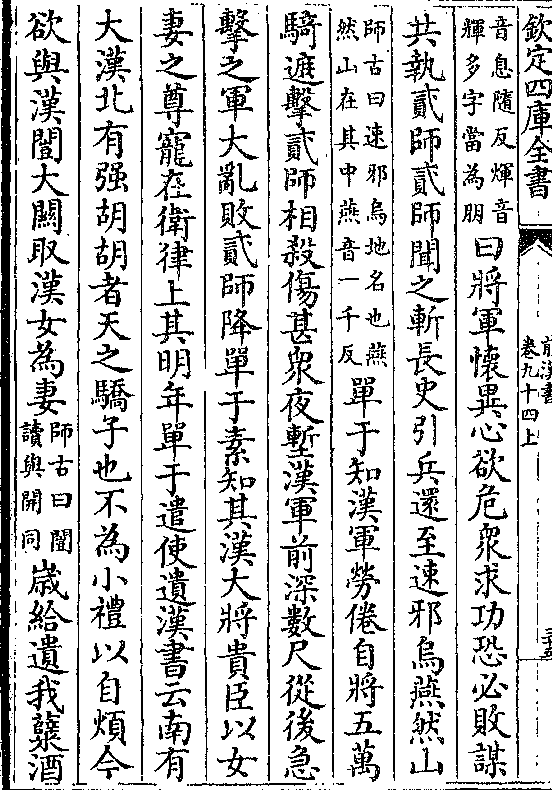 欽定四庫全書
前漢書
卷九十四上
音息隨反煇音
輝多字當為朋
曰將軍懷異心欲危衆求功恐必敗謀
共執貳師貳師聞之斬長史引兵還至速邪烏燕然山
師古曰速邪烏地名也燕
然山在其中燕音一千反
單于知漢軍勞倦自將五萬
騎遮擊貳師相殺傷甚衆夜塹漢軍前深數尺從後急
擊之軍大亂敗貳師降單于素知其漢大將貴臣以女
妻之尊寵在衛律上其明年單于遣使遺漢書云南有
大漢北有强胡胡者天之驕子也不為小禮以自煩今
欲與漢闓大關取漢女為妻
師古曰闓
讀與開同
歲給遺我糵酒